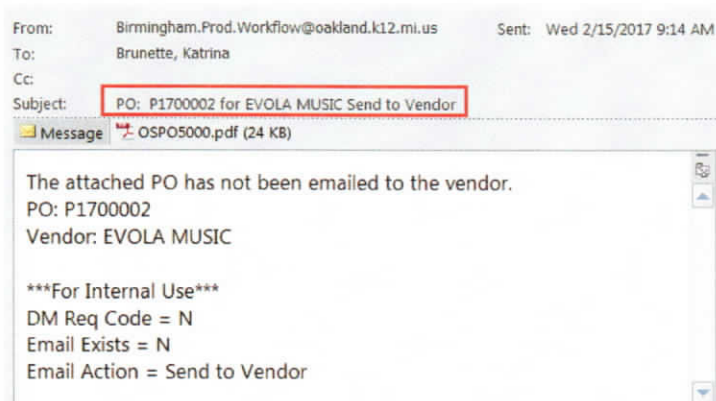 From: Birmingham.Prod.Workflow@oakland.k12.mi.us Sent: Wed 2/15/2017 9:14 AM
To: Brunette, Katrina
Cc:
Subject: PO: P1700002 for EVOLA MUSIC Send to Vendor
Message OSPO5000.pdf (24 KB)
The attached PO has not been emailed to the vendor.
PO: P1700002
Vendor: EVOLA MUSIC
***For Internal Use***
DM Req Code = N
Email Exists = N
Email Action = Send to Vendor